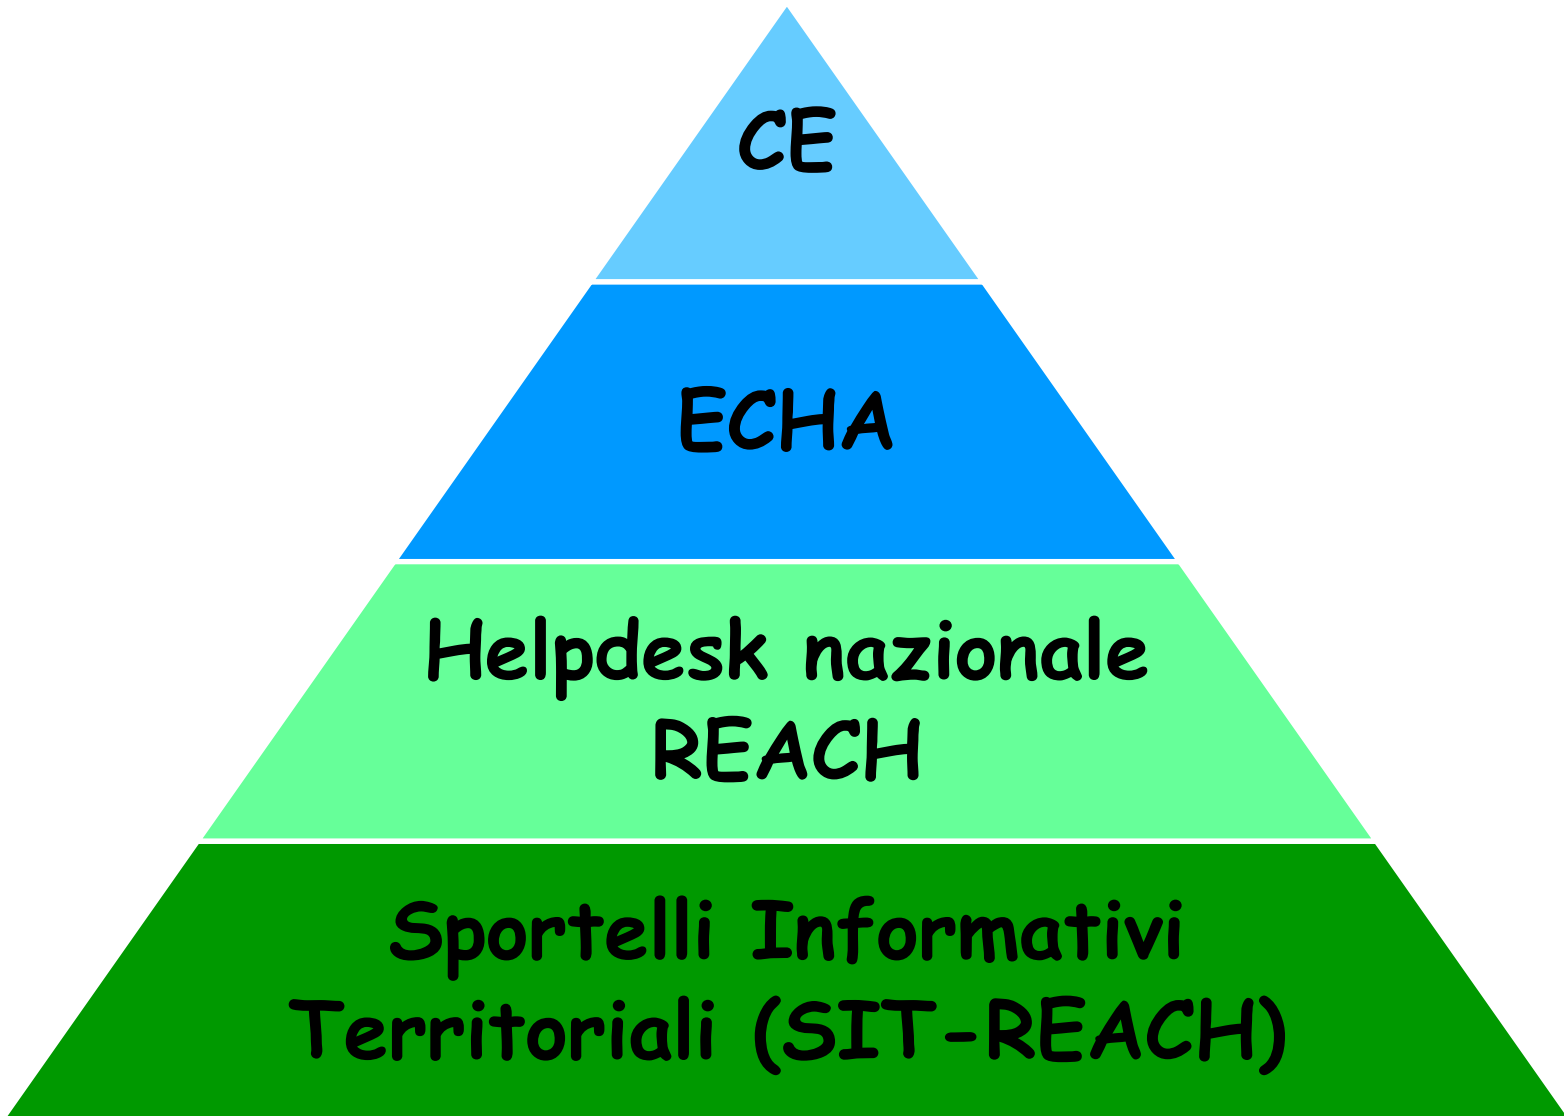 CE
ECHA
Helpdesk nazionale
REACH
Sportelli Informativi
Territoriali (SIT-REACH)